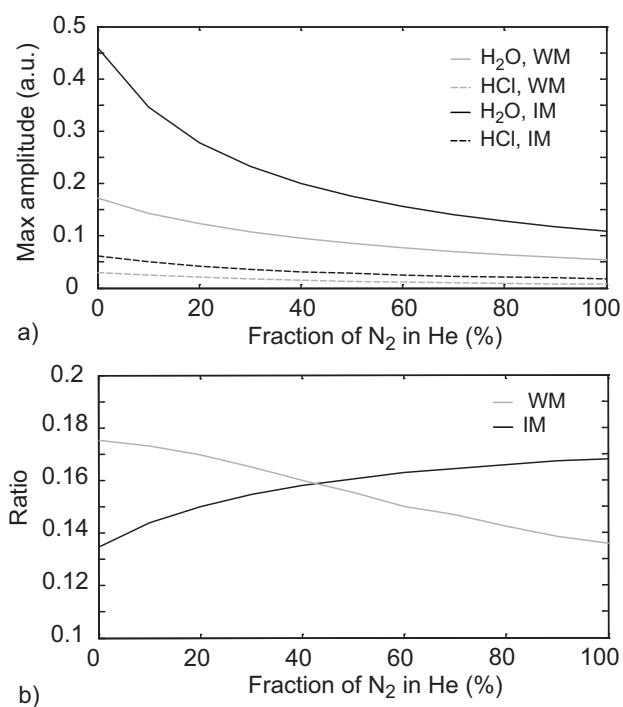 0.5
0.4
0.3
0.2
0.1
0
Max amplitude (a.u.)
H₂O, WM
HCl, WM
H₂O, IM
HCl, IM
0 20 40 60 80 100
Fraction of N₂ in He (%)
a)
0.2
0.18
0.16
0.14
0.12
0.1
Ratio
WM
IM
0 20 40 60 80 100
Fraction of N₂ in He (%)
b)